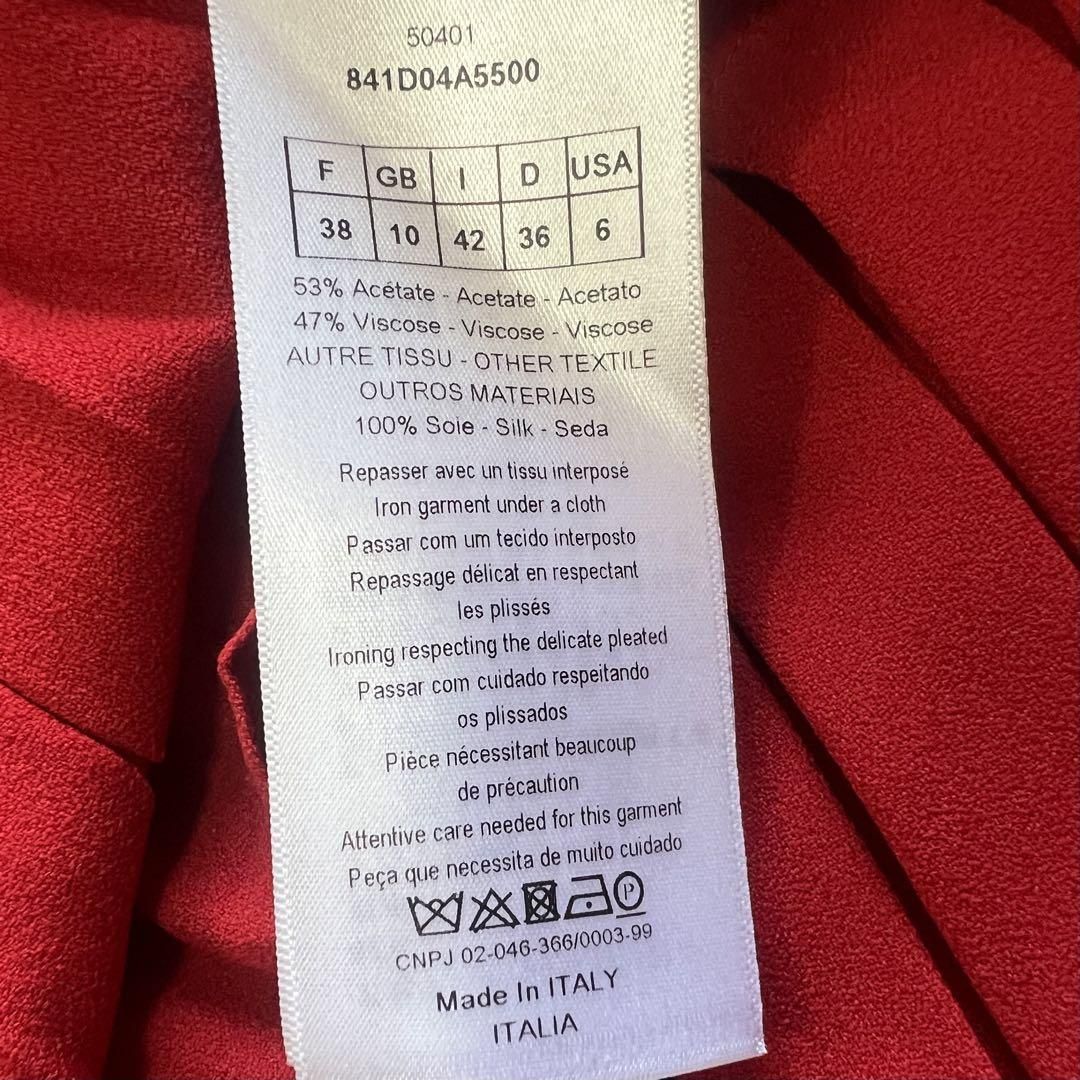 50401
841D04A5500
F GB I D USA
38 10 42 36 6
53% Acétate - Acetate - Acetato
47% Viscose - Viscose - Viscose
AUTRE TISSU - OTHER TEXTILE
OUTROS MATERIAIS
100% Soie - Silk - Seda
Repasser avec un tissu interposé
Iron garment under a cloth
Passar com um tecido interposto
Repassage délicat en respectant
les plissés
Ironing respecting the delicate pleated
Passar com cuidado respeitando
os plissados
Pièce nécessitant beaucoup
de précaution
Attentive care needed for this garment
Peça que necessita de muito cuidado
P
CNPJ 02-046-366/0003-99
Made In ITALY
ITALIA